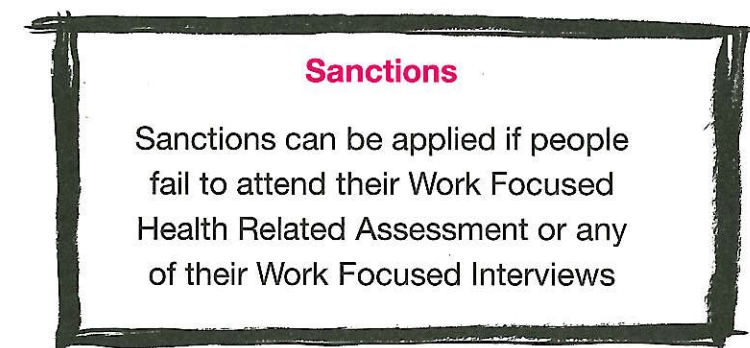 Sanctions
Sanctions can be applied if people
fail to attend their Work Focused
Health Related Assessment or any
of their Work Focused Interviews